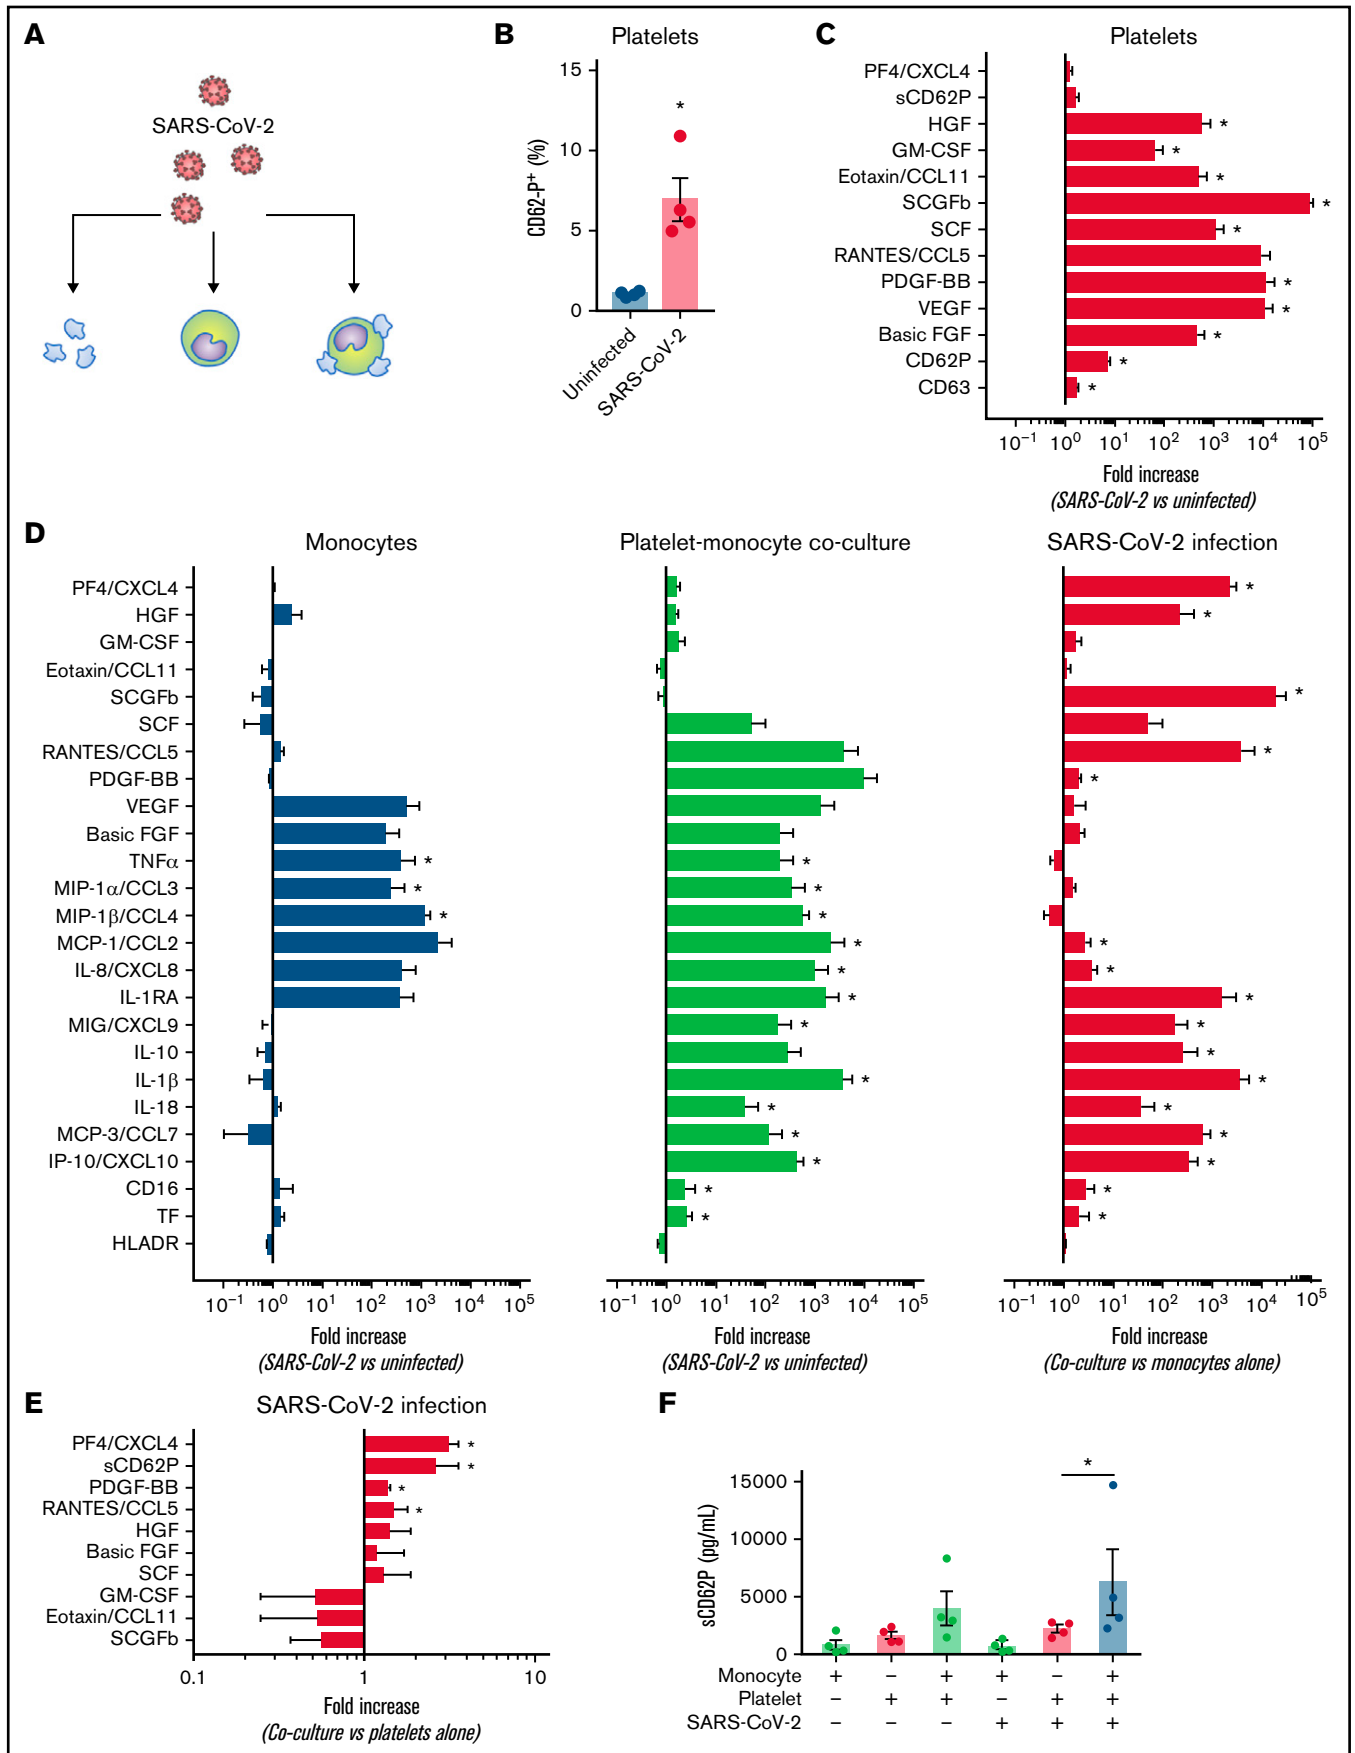 A
SARS-CoV-2
B
Platelets
CD62-P+ (%)
15
10
5
0
*
Uninfected
SARS-CoV-2
C
Platelets
PF4/CXCL4
sCD62P
HGF *
GM-CSF *
Eotaxin/CCL11 *
SCGFb *
SCF *
RANTES/CCL5
PDGF-BB *
VEGF *
Basic FGF *
CD62P *
CD63 *
10⁻¹ 10⁰ 10¹ 10² 10³ 10⁴ 10⁵
Fold increase
(SARS-CoV-2 vs uninfected)
D
Monocytes
Platelet-monocyte co-culture
SARS-CoV-2 infection
PF4/CXCL4 *
HGF *
GM-CSF
Eotaxin/CCL11
SCGFb *
SCF
RANTES/CCL5 *
PDGF-BB *
VEGF
Basic FGF
TNFα * *
MIP-1α/CCL3 * *
MIP-1β/CCL4 * *
MCP-1/CCL2 * *
IL-8/CXCL8 * *
IL-1RA * *
MIG/CXCL9 * *
IL-10 *
IL-1β * *
IL-18 * *
MCP-3/CCL7 * *
IP-10/CXCL10 * *
CD16 * *
TF * *
HLADR
10⁻¹ 10⁰ 10¹ 10² 10³ 10⁴ 10⁵
10⁻¹ 10⁰ 10¹ 10² 10³ 10⁴ 10⁵
10⁻¹ 10⁰ 10¹ 10² 10³ 10⁴ 10⁵
Fold increase
(SARS-CoV-2 vs uninfected)
Fold increase
(SARS-CoV-2 vs uninfected)
Fold increase
(Co-culture vs monocytes alone)
E
SARS-CoV-2 infection
PF4/CXCL4 *
sCD62P *
PDGF-BB *
RANTES/CCL5 *
HGF
Basic FGF
SCF
GM-CSF
Eotaxin/CCL11
SCGFb
0.1 1 10
Fold increase
(Co-culture vs platelets alone)
F
sCD62P (pg/mL)
15000
10000
5000
0
*
Monocyte + − + + − +
Platelet − + + − + +
SARS-CoV-2 − − − + + +